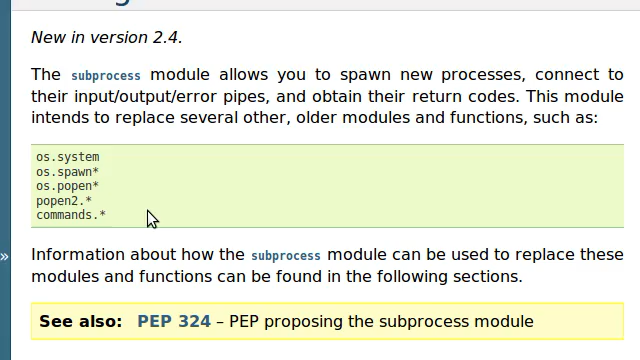 New in version 2.4.
The subprocess module allows you to spawn new processes, connect to
their input/output/error pipes, and obtain their return codes. This module
intends to replace several other, older modules and functions, such as:
os.system
os.spawn*
os.popen*
popen2.*
commands.*
»
Information about how the subprocess module can be used to replace these
modules and functions can be found in the following sections.
See also: PEP 324 – PEP proposing the subprocess module